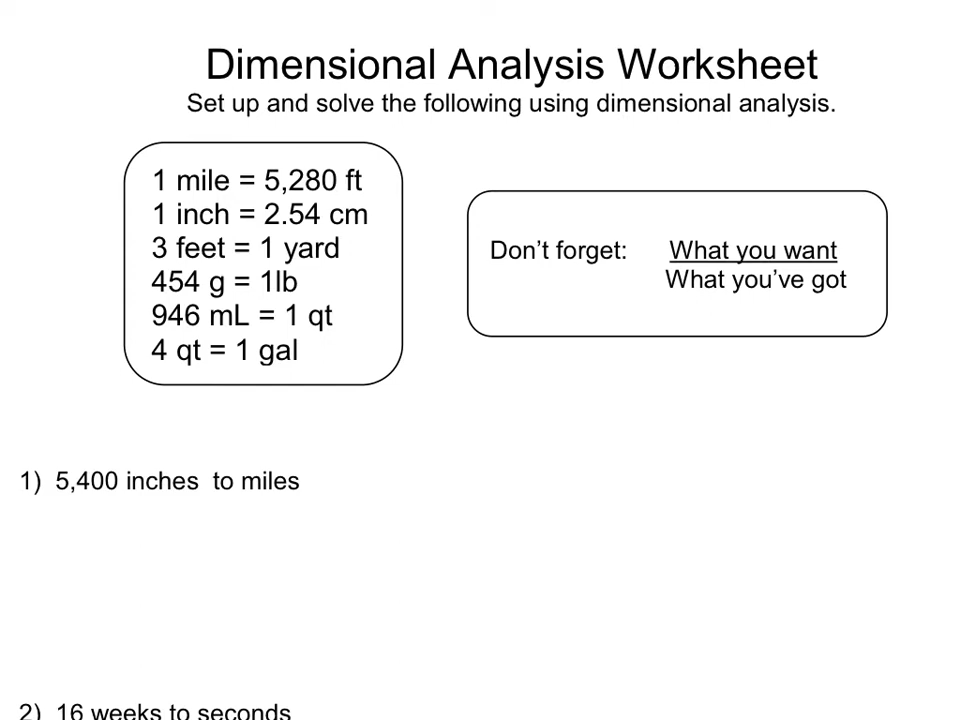 Dimensional Analysis Worksheet
Set up and solve the following using dimensional analysis.
1 mile = 5,280 ft
1 inch = 2.54 cm
3 feet = 1 yard
454 g = 1lb
946 mL = 1 qt
4 qt = 1 gal
Don’t forget: What you want
What you’ve got
1) 5,400 inches to miles
2) 16 weeks to seconds